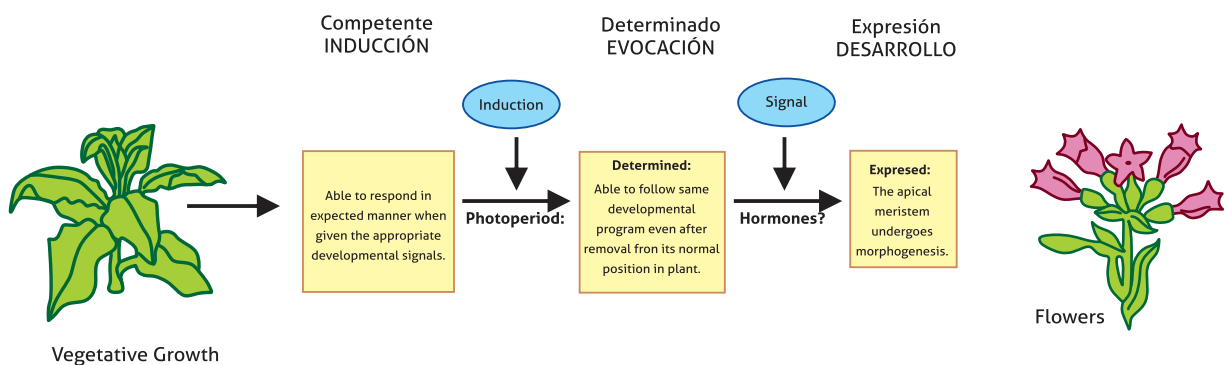 Competente
INDUCCIÓN
Determinado
EVOCACIÓN
Expresión
DESARROLLO
Induction
Signal
Able to respond in
expected manner when
given the appropriate
developmental signals.
Photoperiod:
Determined:
Able to follow same
developmental
program even after
removal fron its normal
position in plant.
Hormones?
Expresed:
The apical
meristem
undergoes
morphogenesis.
Vegetative Growth
Flowers